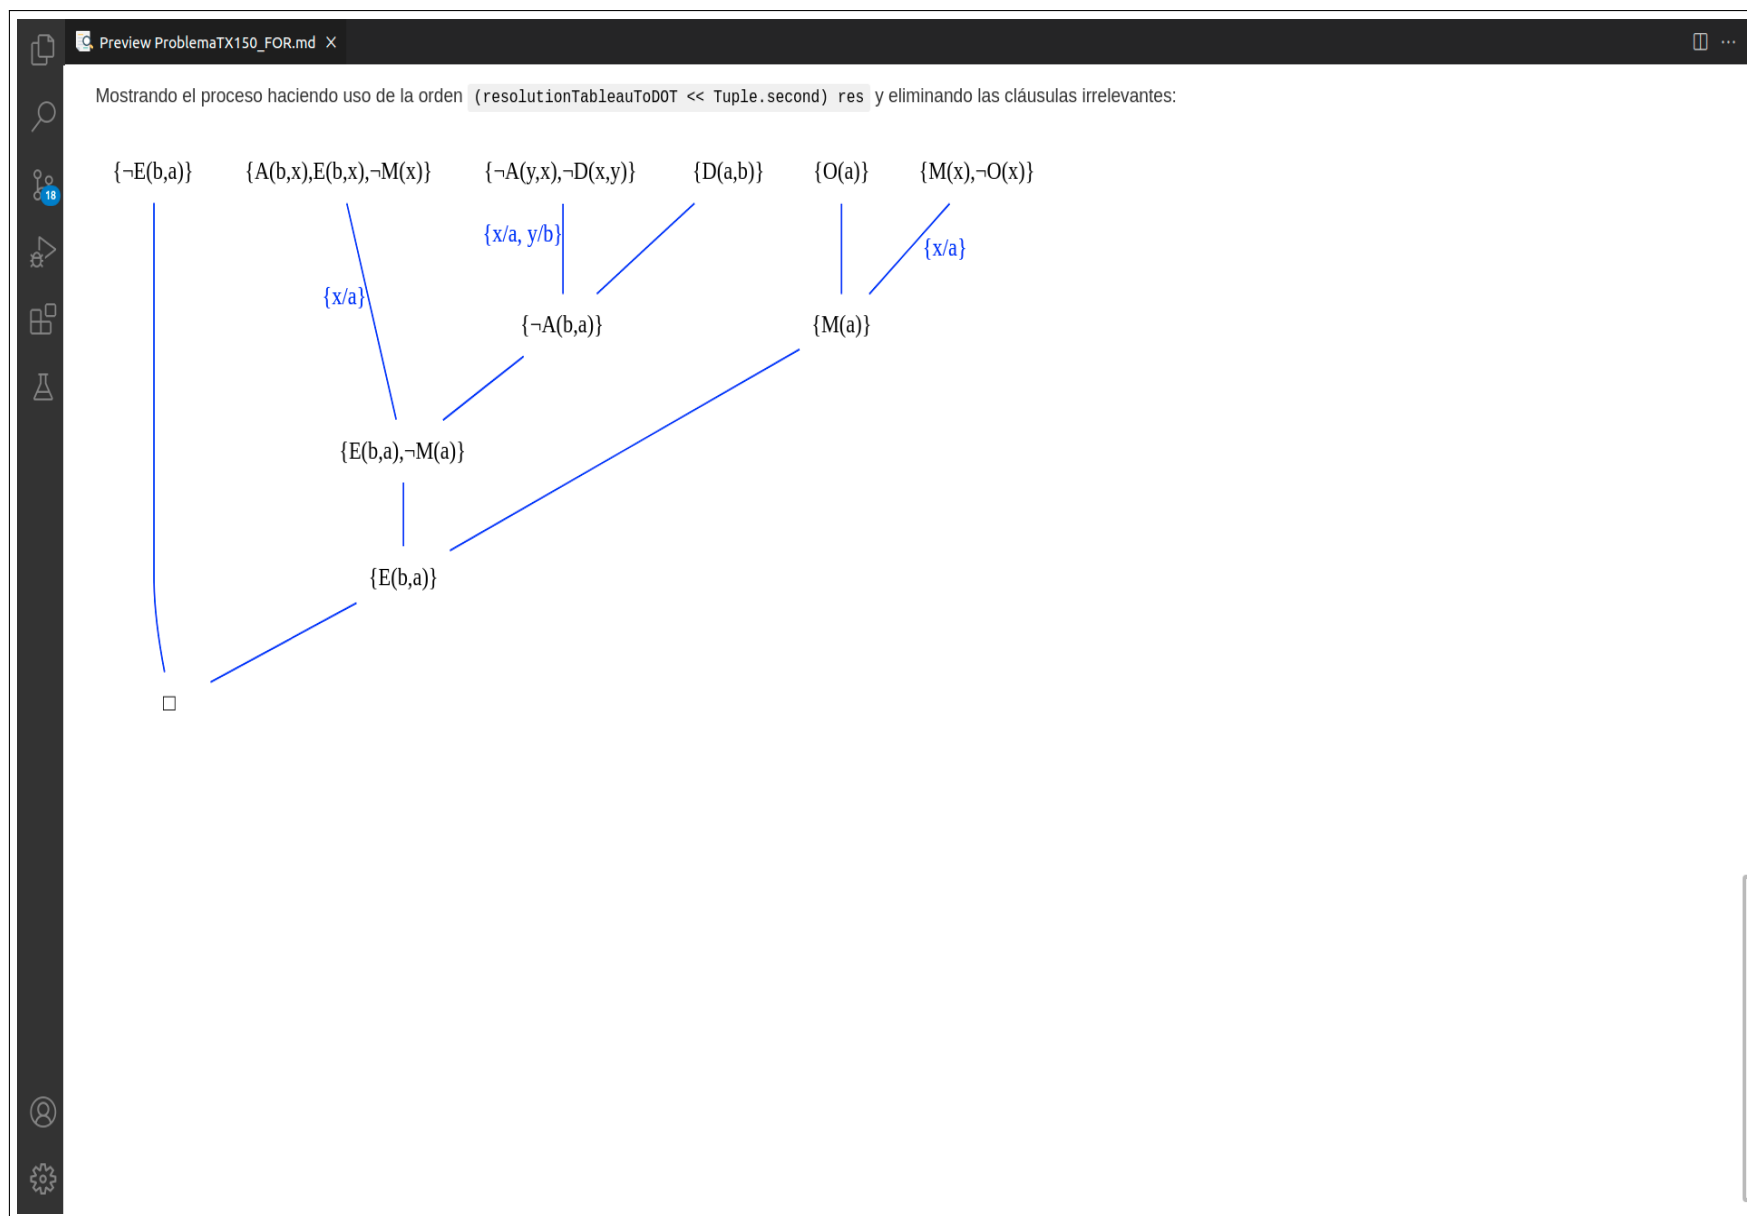 Preview ProblemaTX150_FOR.md
Mostrando el proceso haciendo uso de la orden (resolutionTableauToDOT << Tuple.second) res y eliminando las cláusulas irrelevantes:
{¬E(b,a)} {A(b,x),E(b,x),¬M(x)} {¬A(y,x),¬D(x,y)} {D(a,b)} {O(a)} {M(x),¬O(x)}
18
{x/a, y/b}
{x/a}
{x/a}
{¬A(b,a)} {M(a)}
{E(b,a),¬M(a)}
{E(b,a)}
□